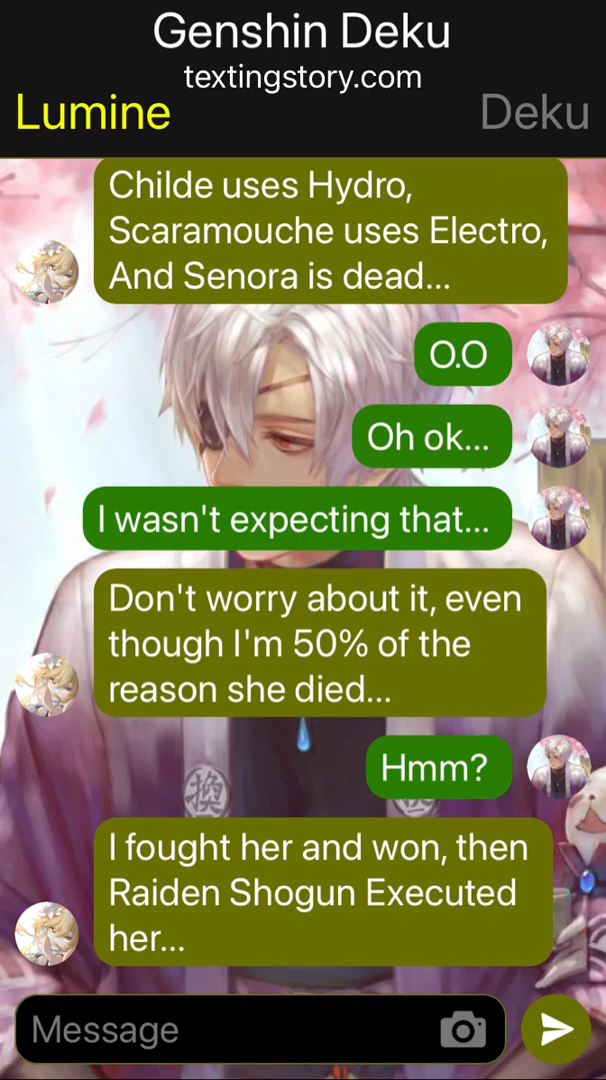 Genshin Deku
textingstory.com
Lumine
Deku
Childe uses Hydro,
Scaramouche uses Electro,
And Senora is dead...
O.O
Oh ok...
I wasn't expecting that...
Don't worry about it, even
though I'm 50% of the
reason she died...
Hmm?
換
I fought her and won, then
Raiden Shogun Executed
her...
Message